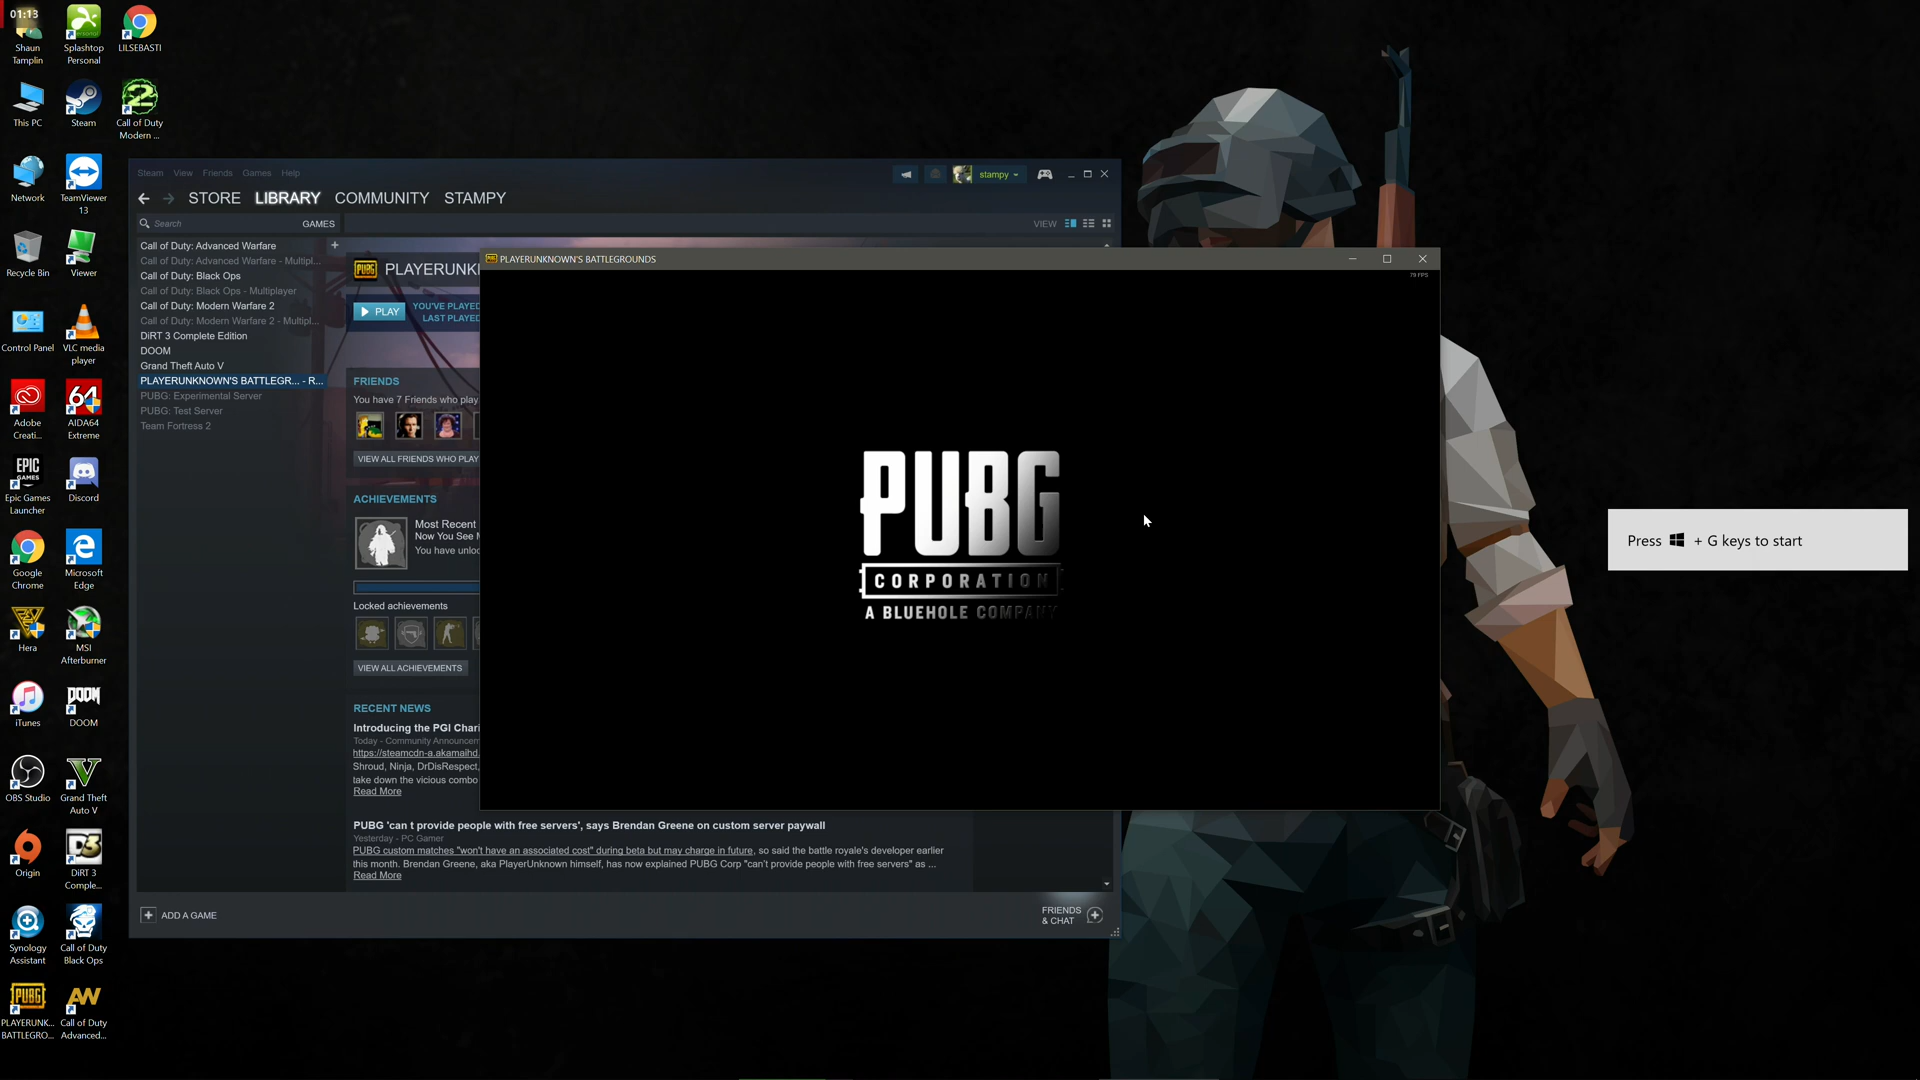 01:13
Shaun
Tamplin
Splashtop
Personal
LILSEBASTI
This PC
Steam
Call of Duty
Modern ...
Network
TeamViewer
13
Recycle Bin
Viewer
Control Panel
VLC media
player
Adobe
Creati...
64
AIDA64
Extreme
EPIC
GAMES
Epic Games
Launcher
Discord
Google
Chrome
Microsoft
Edge
Hera
MSI
Afterburner
iTunes
DOOM
DOOM
OBS Studio
Grand Theft
Auto V
Origin
D3
DiRT 3
Comple...
Synology
Assistant
Call of Duty
Black Ops
PUBG
PLAYERUNK...
BATTLEGRO...
AW
Call of Duty
Advanced...
Steam View Friends Games Help
stampy
STORE LIBRARY COMMUNITY STAMPY
Search GAMES
VIEW
Call of Duty: Advanced Warfare
Call of Duty: Advanced Warfare - Multipl...
Call of Duty: Black Ops
Call of Duty: Black Ops - Multiplayer
Call of Duty: Modern Warfare 2
Call of Duty: Modern Warfare 2 - Multipl...
DiRT 3 Complete Edition
DOOM
Grand Theft Auto V
PLAYERUNKNOWN'S BATTLEGR... - R...
PUBG: Experimental Server
PUBG: Test Server
Team Fortress 2
PUBG
PLAYERUNK
PLAY
YOU'VE PLAYED
LAST PLAYED
FRIENDS
You have 7 Friends who play
VIEW ALL FRIENDS WHO PLAY
ACHIEVEMENTS
Most Recent
Now You See
You have unloc
Locked achievements
VIEW ALL ACHIEVEMENTS
RECENT NEWS
Introducing the PGI Chari
Today - Community Announcem
https://steamcdn-a.akamaihd.
Shroud, Ninja, DrDisRespect,
take down the vicious combo
Read More
PUBG 'can t provide people with free servers', says Brendan Greene on custom server paywall
Yesterday - PC Gamer
PUBG custom matches "won't have an associated cost" during beta but may charge in future, so said the battle royale's developer earlier
this month. Brendan Greene, aka PlayerUnknown himself, has now explained PUBG Corp "can't provide people with free servers" as ...
Read More
ADD A GAME
FRIENDS
& CHAT
PLAYERUNKNOWN'S BATTLEGROUNDS
79 FPS
PUBG
CORPORATION
A BLUEHOLE COMPANY
Press + G keys to start